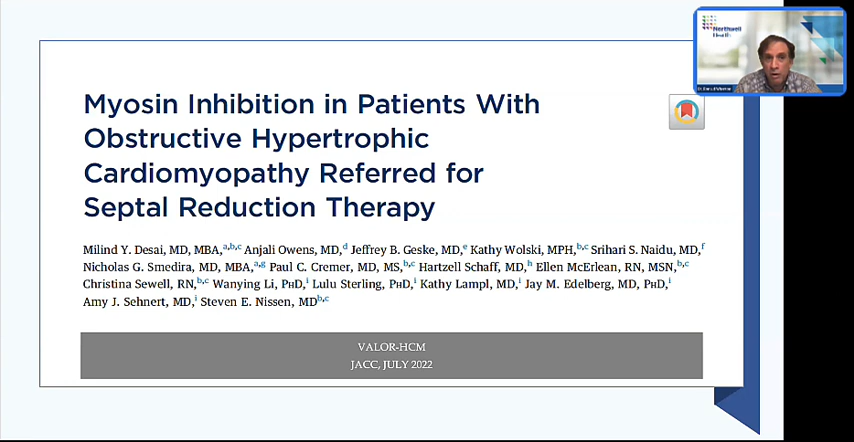 Northwell
Health
Myosin Inhibition in Patients With
Obstructive Hypertrophic
Cardiomyopathy Referred for
Septal Reduction Therapy
Milind Y. Desai, MD, MBA,a,b,c Anjali Owens, MD,d Jeffrey B. Geske, MD,e Kathy Wolski, MPH,b,c Srihari S. Naidu, MD,f
Nicholas G. Smedira, MD, MBA,a,g Paul C. Cremer, MD, MS,b,c Hartzell Schaff, MD,h Ellen McErlean, RN, MSN,b,c
Christina Sewell, RN,b,c Wanying Li, PHD,i Lulu Sterling, PHD,i Kathy Lampl, MD,i Jay M. Edelberg, MD, PHD,i
Amy J. Sehnert, MD,i Steven E. Nissen, MDb,c
VALOR-HCM
JACC, JULY 2022